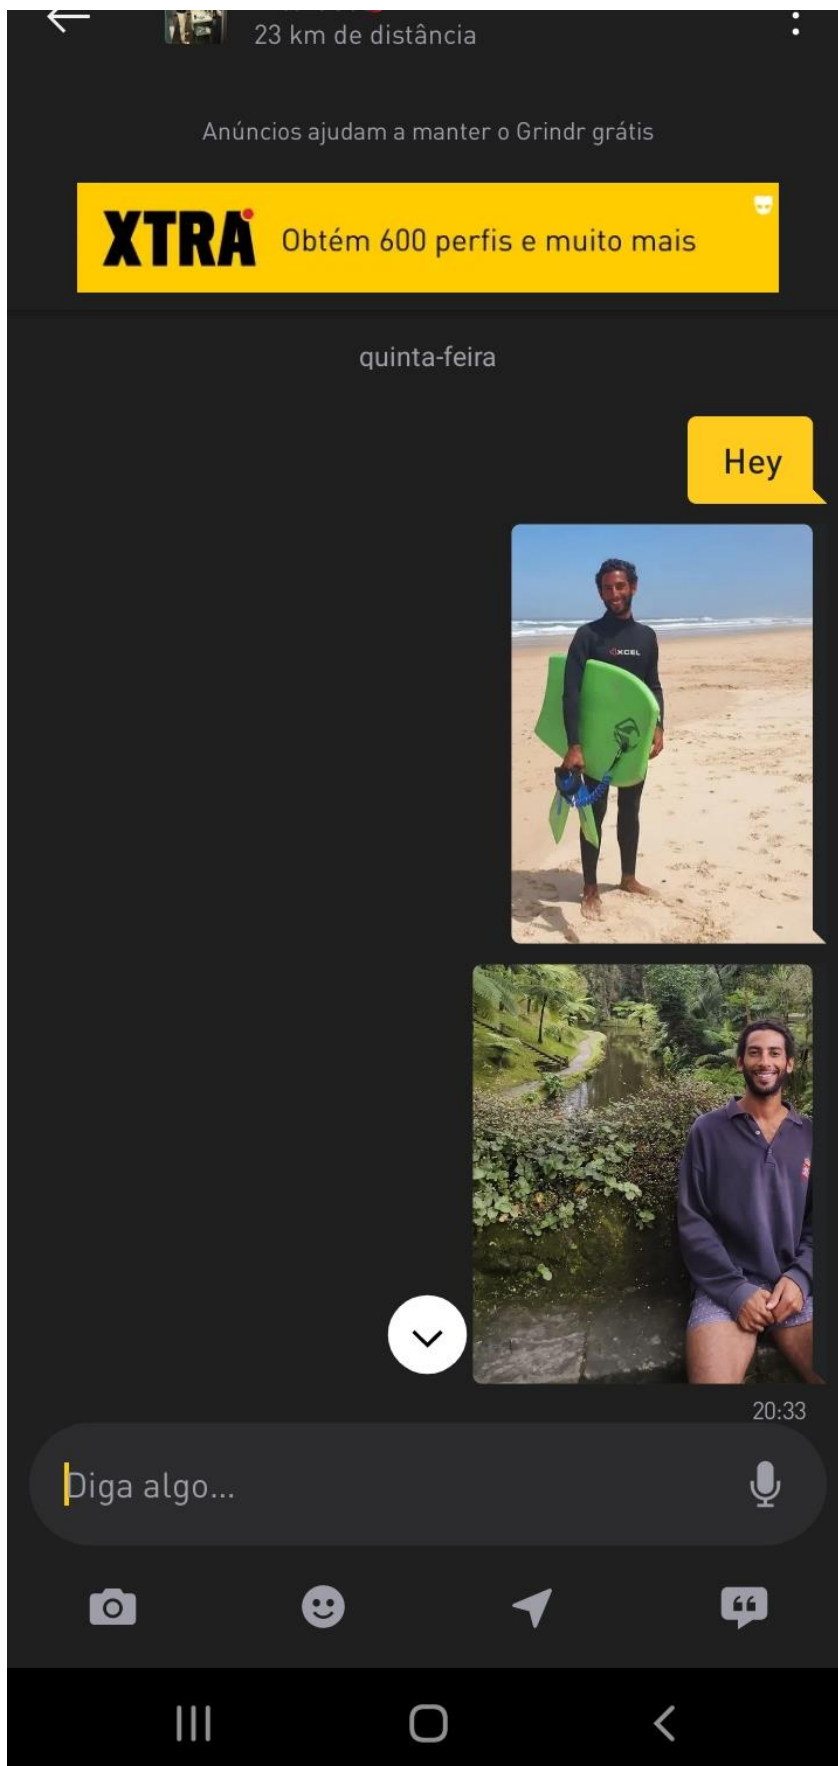 23 km de distância
Anúncios ajudam a manter o Grindr grátis
XTRA Obtém 600 perfis e muito mais
quinta-feira
Hey
XCEL
20:33
Diga algo...